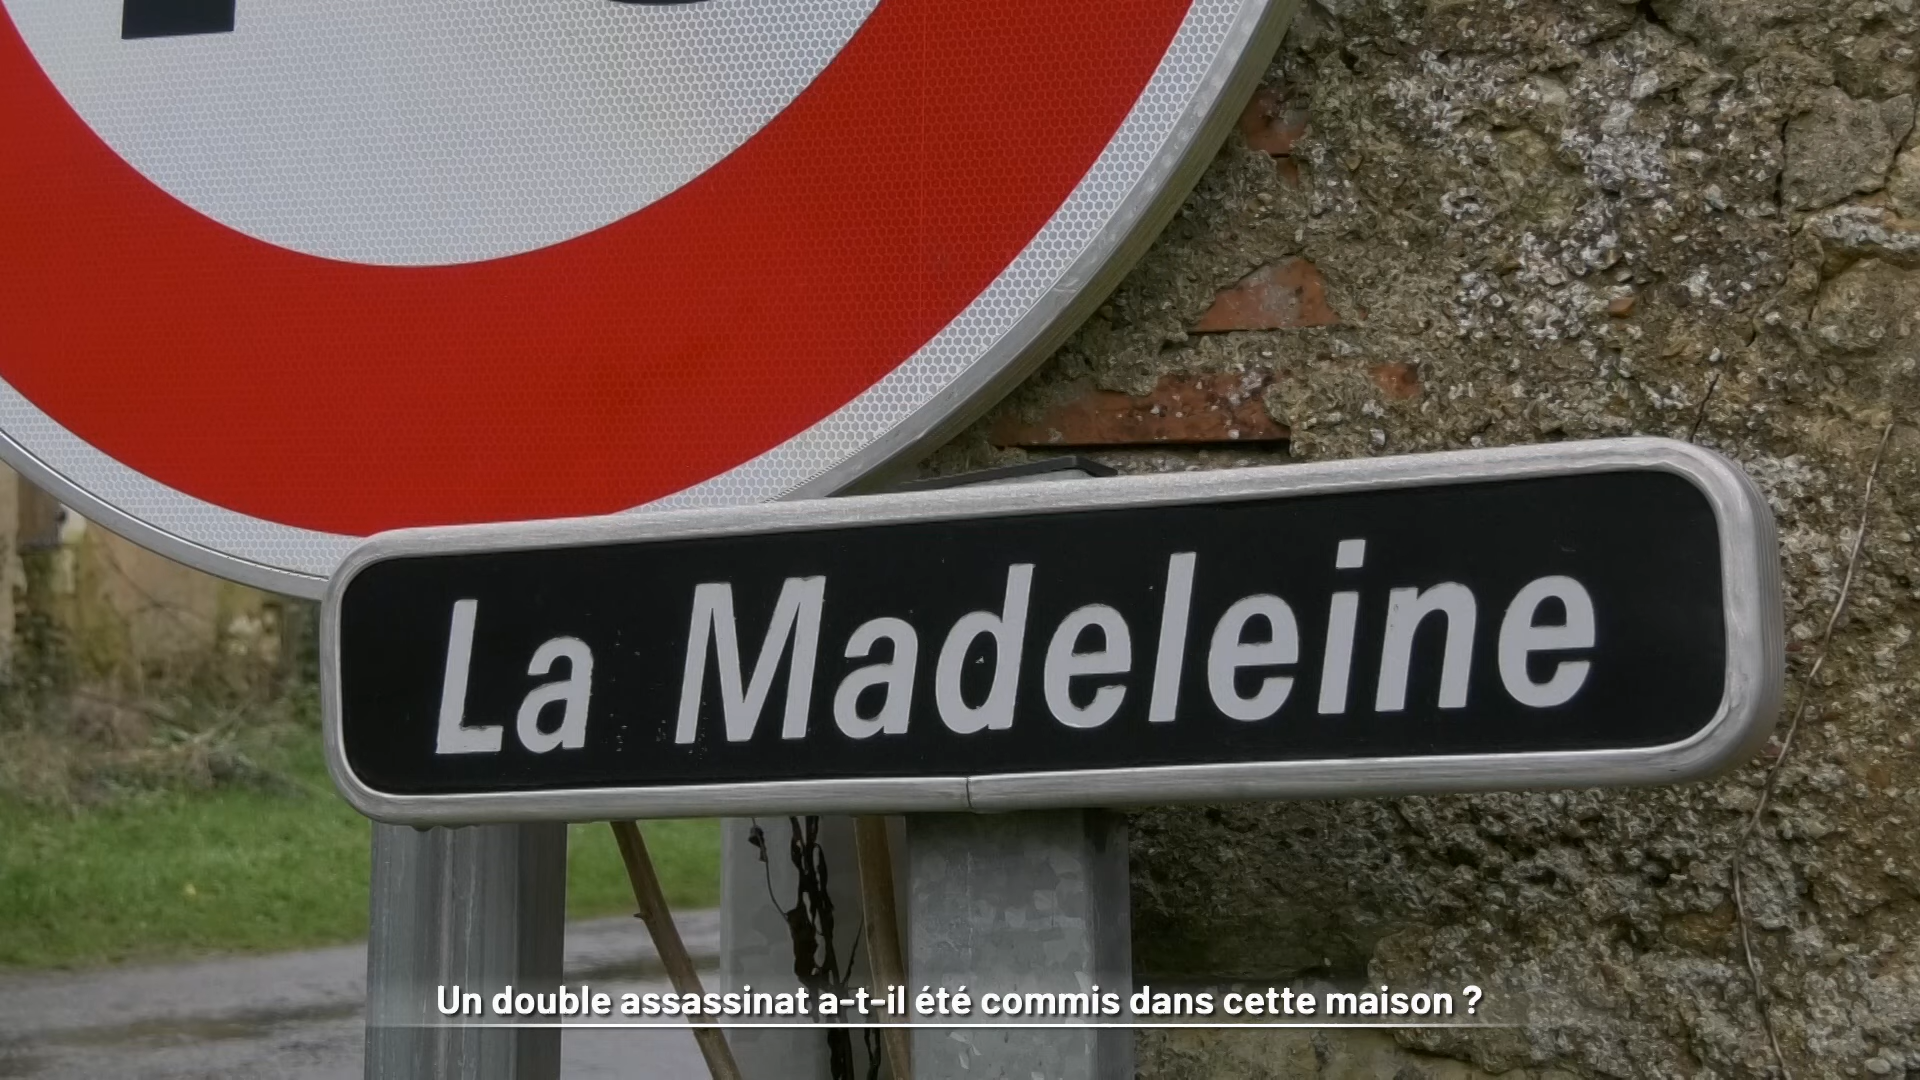 La Madeleine
Un double assassinat a-t-il été commis dans cette maison ?